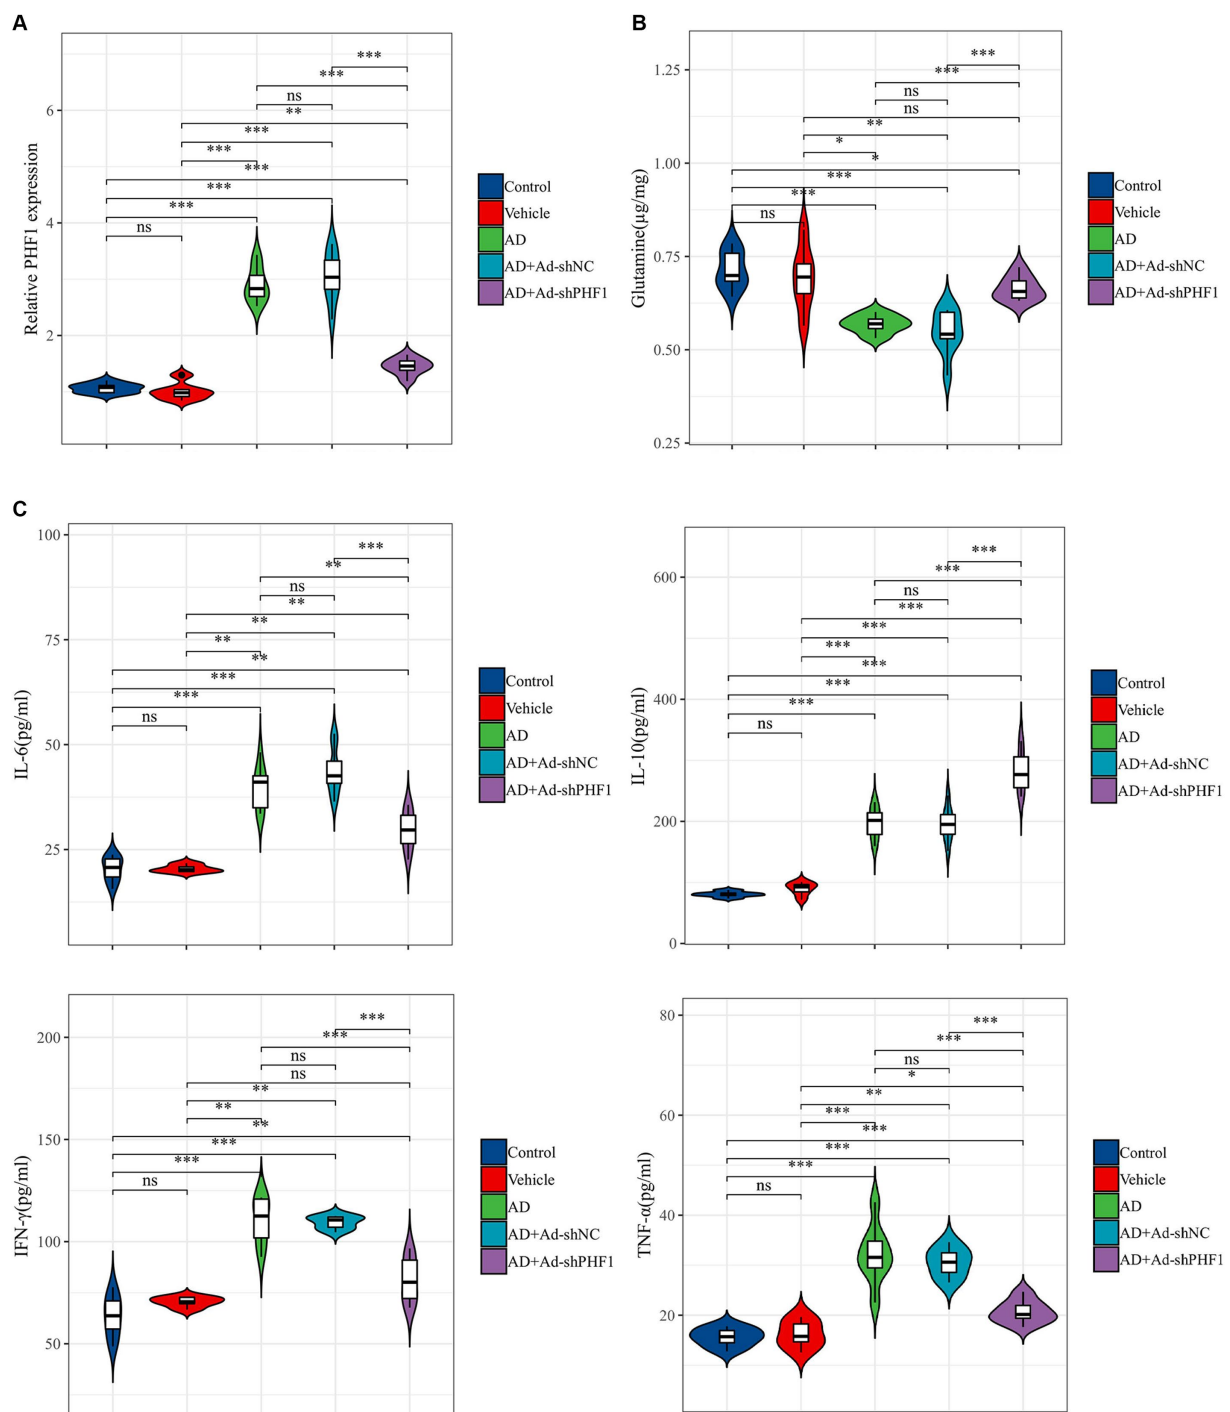 A
Relative PHF1 expression
6
4
2
***
***
ns
**
***
***
***
***
***
ns
Control
Vehicle
AD
AD+Ad-shNC
AD+Ad-shPHF1
B
Glutamine(μg/mg)
1.25
1.00
0.75
0.50
0.25
***
***
ns
ns
**
*
*
***
***
ns
Control
Vehicle
AD
AD+Ad-shNC
AD+Ad-shPHF1
C
IL-6(pg/ml)
100
75
50
25
***
**
ns
**
**
**
**
***
***
ns
Control
Vehicle
AD
AD+Ad-shNC
AD+Ad-shPHF1
IL-10(pg/ml)
600
400
200
0
***
***
ns
***
***
***
***
***
***
ns
Control
Vehicle
AD
AD+Ad-shNC
AD+Ad-shPHF1
IFN-γ(pg/ml)
200
150
100
50
***
***
ns
ns
**
**
**
***
***
ns
Control
Vehicle
AD
AD+Ad-shNC
AD+Ad-shPHF1
TNF-α(pg/ml)
80
60
40
20
***
***
ns
*
**
***
***
***
***
ns
Control
Vehicle
AD
AD+Ad-shNC
AD+Ad-shPHF1